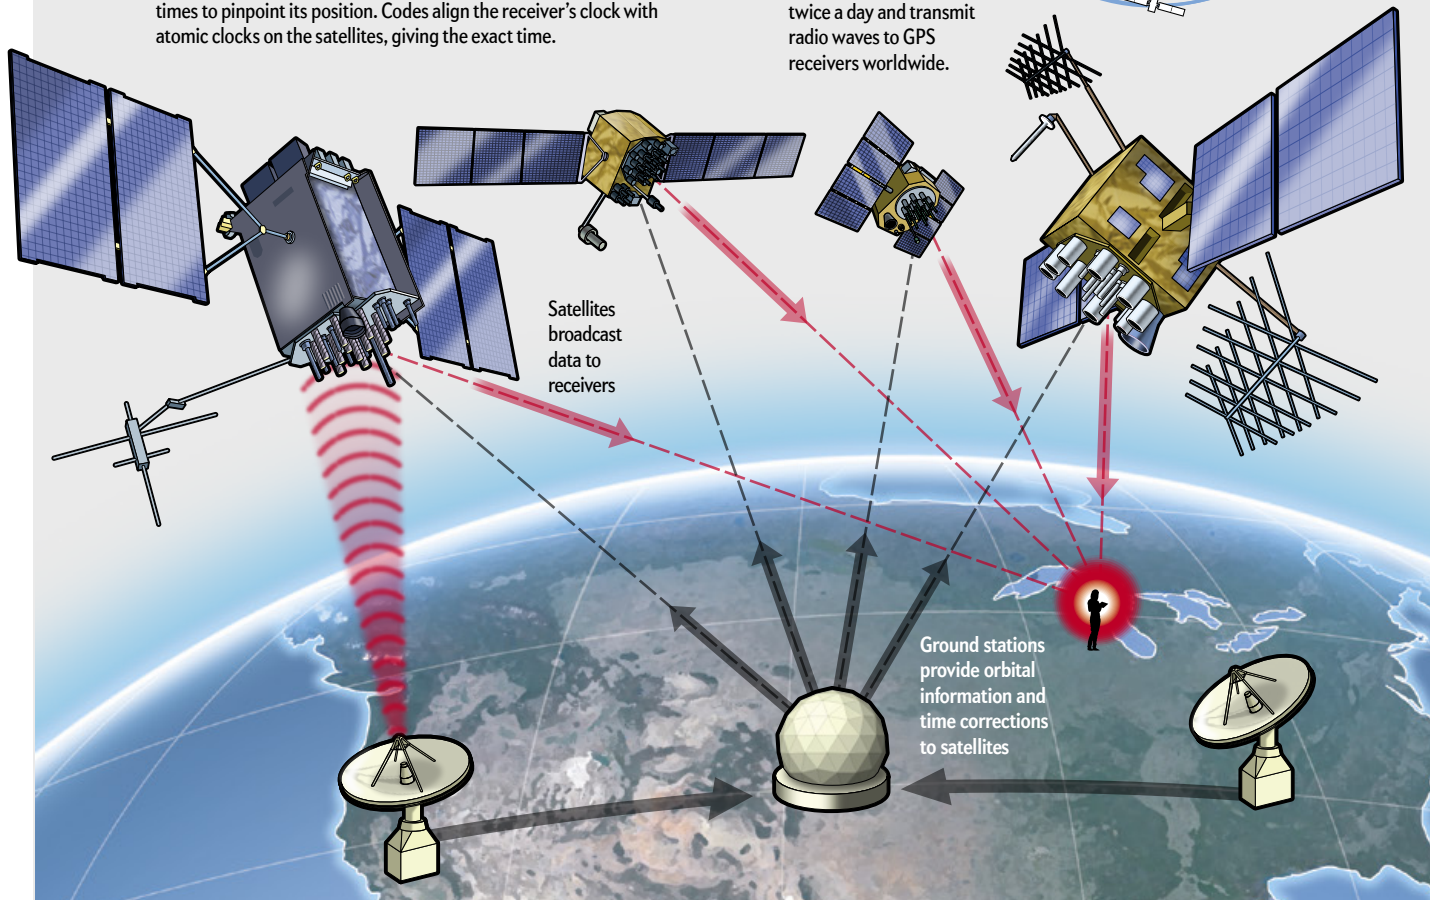 times to pinpoint its position. Codes align the receiver’s clock with
atomic clocks on the satellites, giving the exact time.
twice a day and transmit
radio waves to GPS
receivers worldwide.
Satellites
broadcast
data to
receivers
Ground stations
provide orbital
information and
time corrections
to satellites